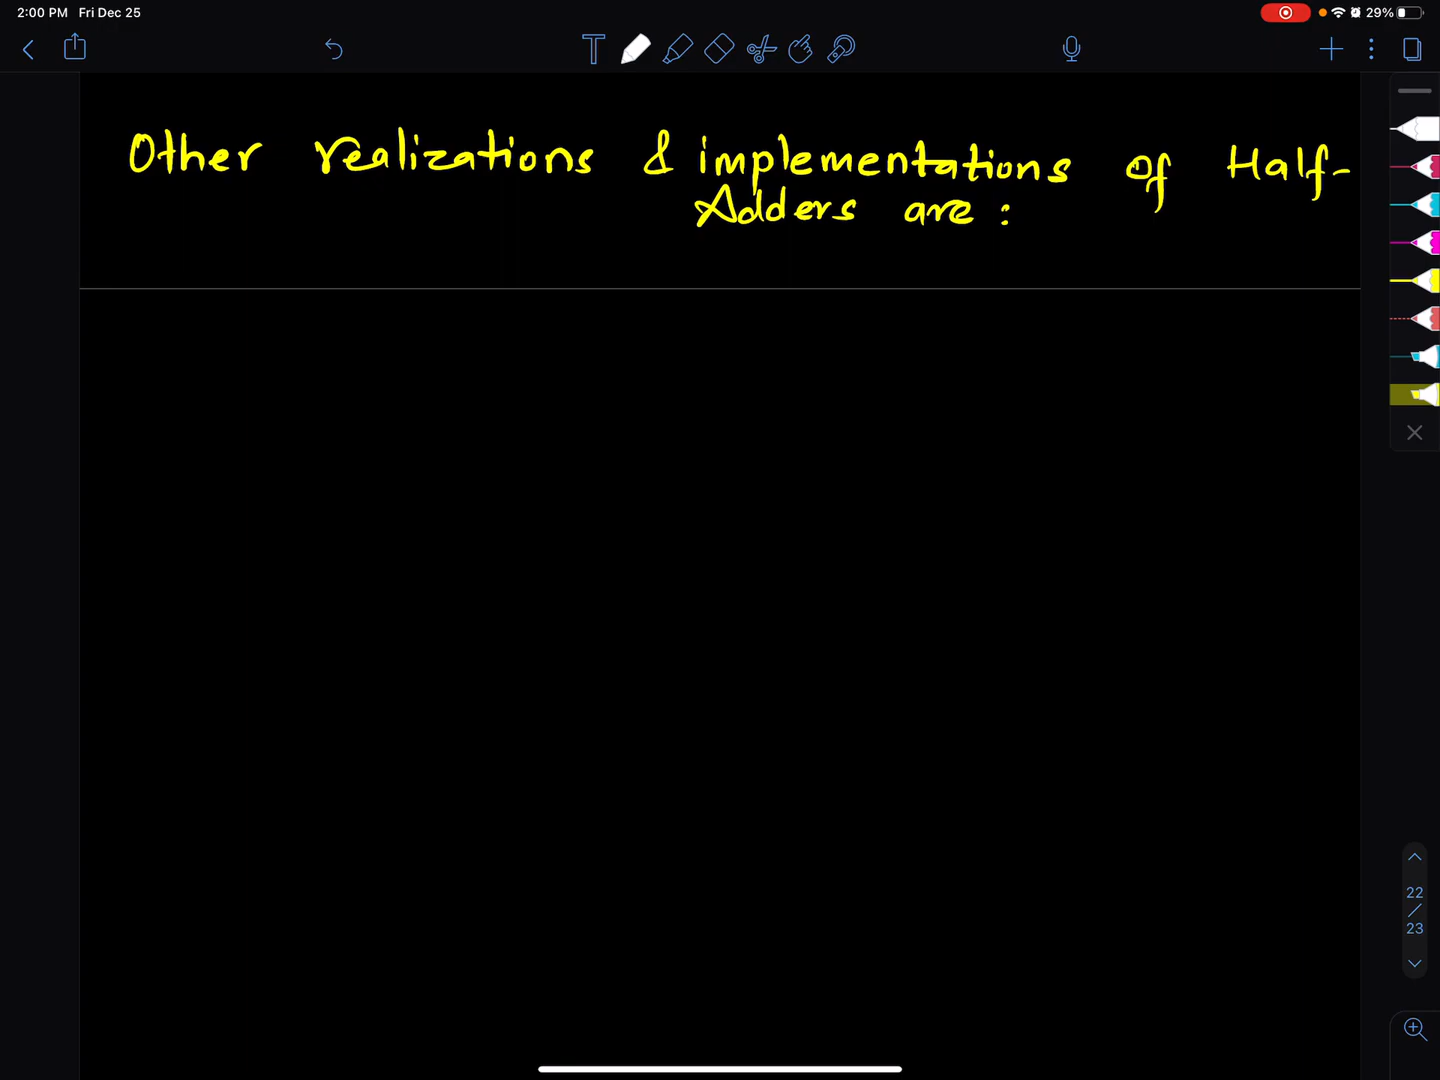 2:00 PM Fri Dec 25
29%
Other realizations & implementations of Half-
Adders are :
22
23